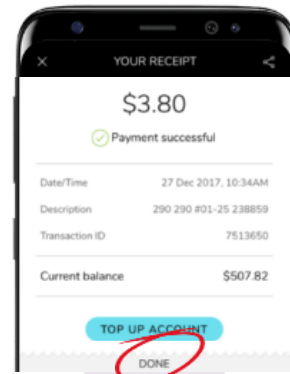 YOUR RECEIPT
$3.80
Payment successful
Date/Time 27 Dec 2017, 10:34AM
Description 290 290 #01-25 238859
Transaction ID 7513650
Current balance $507.82
TOP UP ACCOUNT
DONE